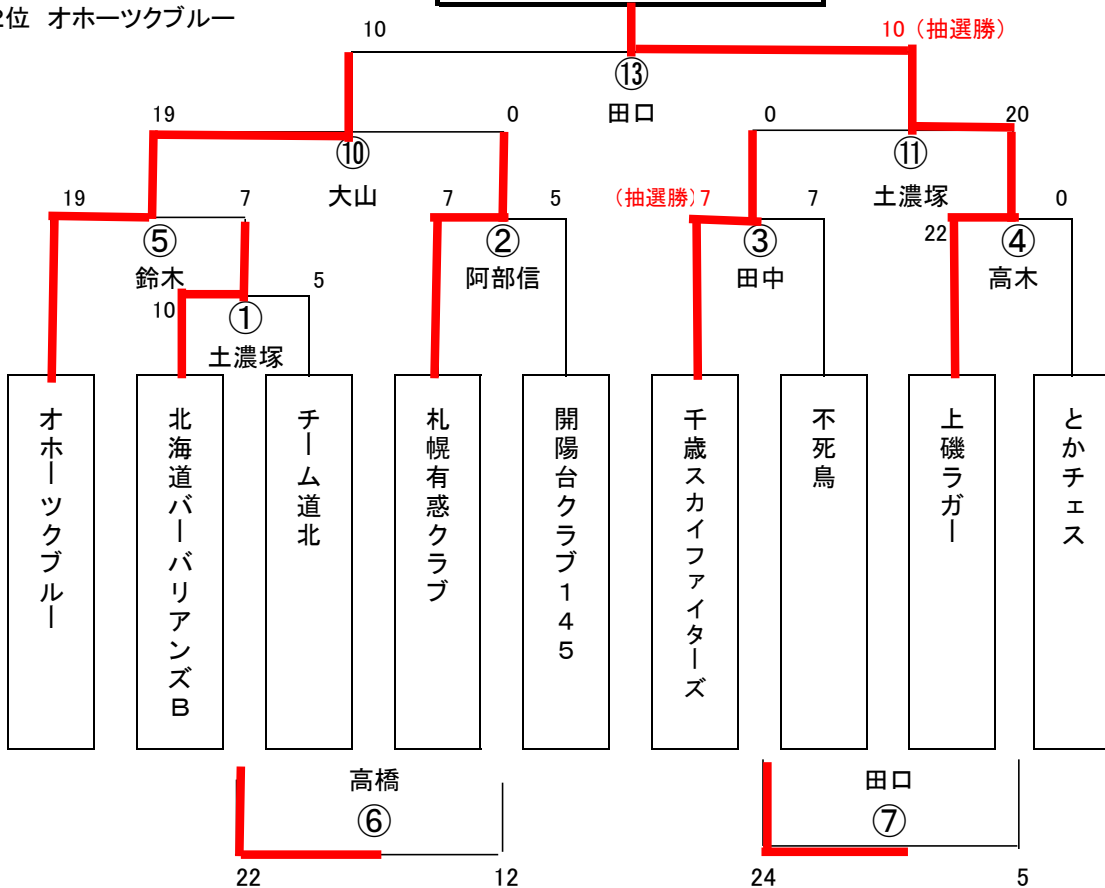 2位 オホーツクブルー
10
10（抽選勝）
⑬
田口
19
0
0
20
⑩
大山
⑪
土濃塚
19
7
7
5
（抽選勝）7
7
22
0
⑤
鈴木
②
阿部信
③
田中
④
高木
10
5
①
土濃塚
オホーツクブルー
北海道バーバリアンズB
チーム道北
札幌有惑クラブ
開陽台クラブ145
千歳スカイファイターズ
不死鳥
上磯ラガー
とかチェス
高橋
⑥
22
12
田口
⑦
24
5